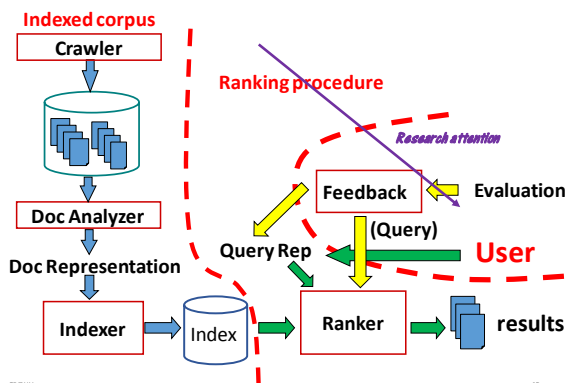 Indexed corpus
Crawler
Ranking procedure
Research attention
Feedback
Evaluation
Doc Analyzer
(Query)
Query Rep
User
Doc Representation
Indexer
Index
Ranker
results